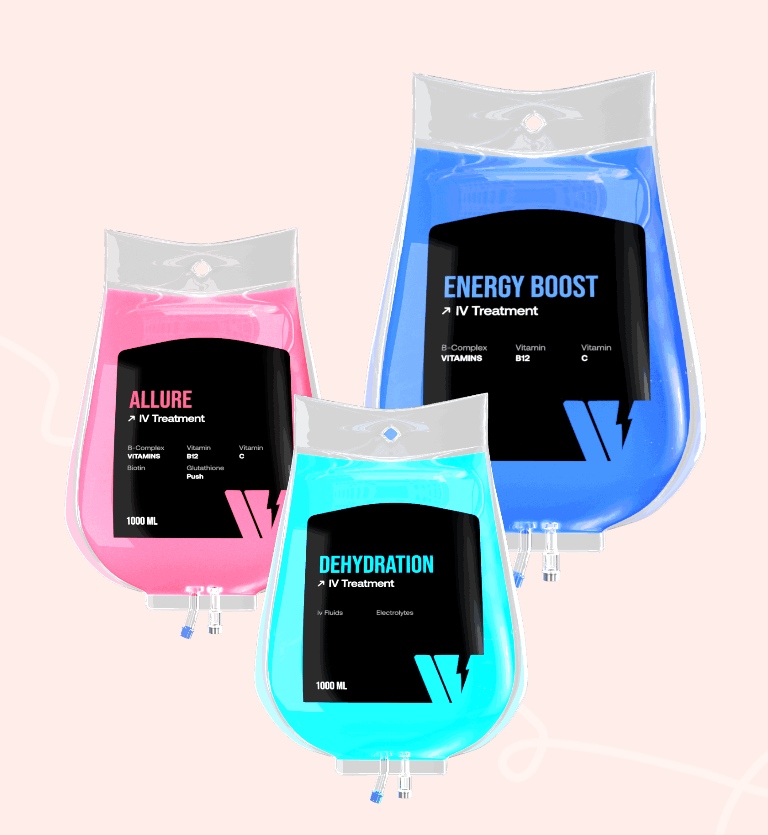 ENERGY BOOST
↗ IV Treatment
B-Complex Vitamin Vitamin
VITAMINS B12 C
ALLURE
↗ IV Treatment
B-Complex Vitamin Vitamin
VITAMINS B12 C
Biotin Glutathione
Push
1000 ML
DEHYDRATION
↗ IV Treatment
Iv Fluids Electrolytes
1000 ML